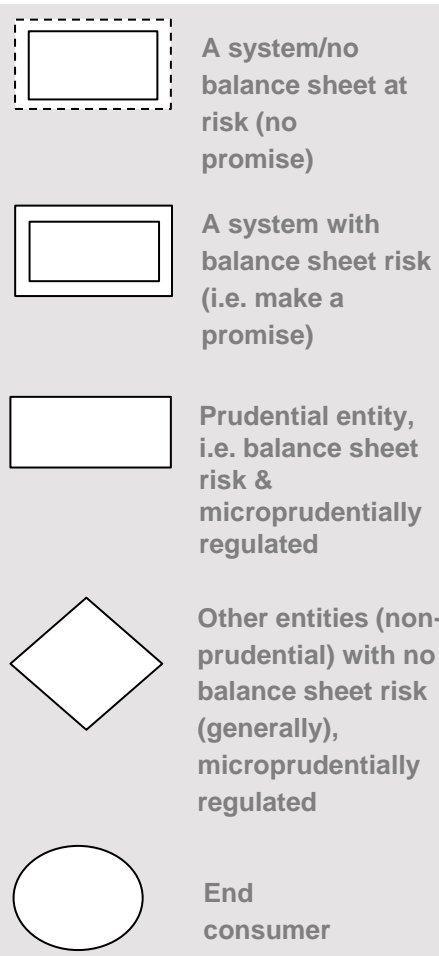 A system/no
balance sheet at
risk (no
promise)
A system with
balance sheet risk
(i.e. make a
promise)
Prudential entity,
i.e. balance sheet
risk &
microprudentially
regulated
Other entities (non-
prudential) with no
balance sheet risk
(generally),
microprudentially
regulated
End
consumer